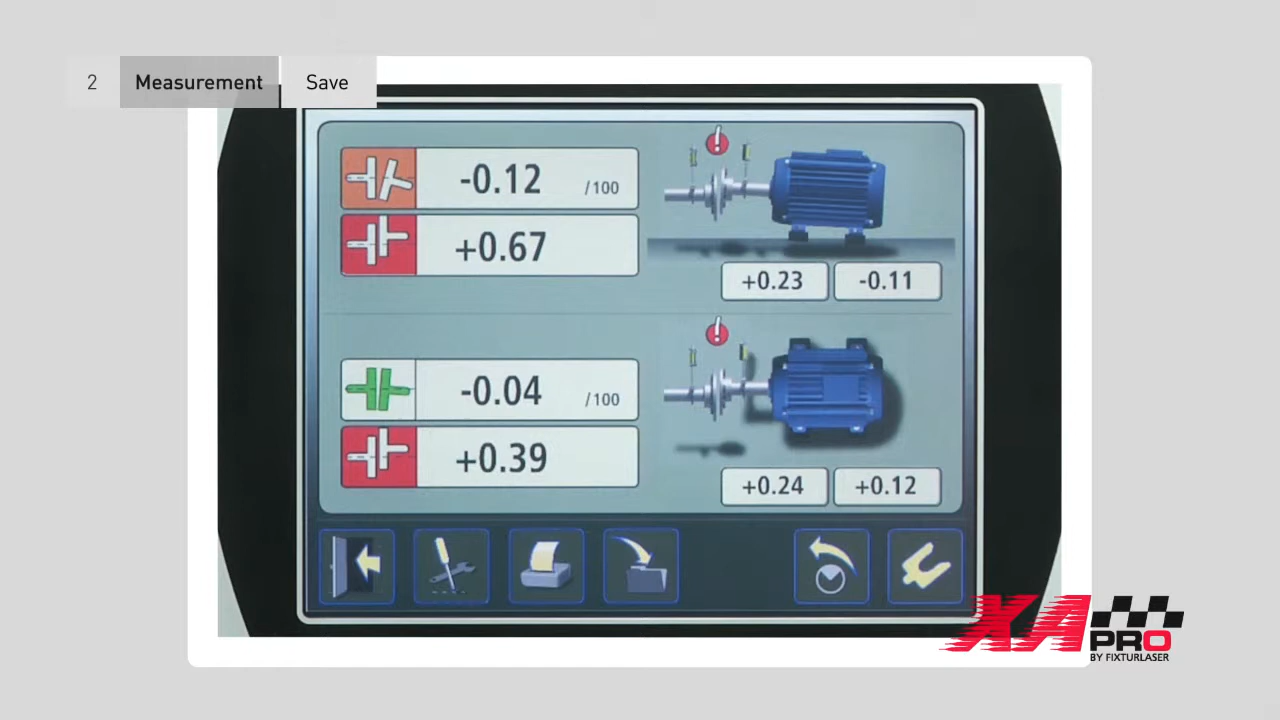 2 Measurement Save
-0.12 /100
+0.67
+0.23 -0.11
-0.04 /100
+0.39
+0.24 +0.12
XA
PRO
BY FIXTURLASER